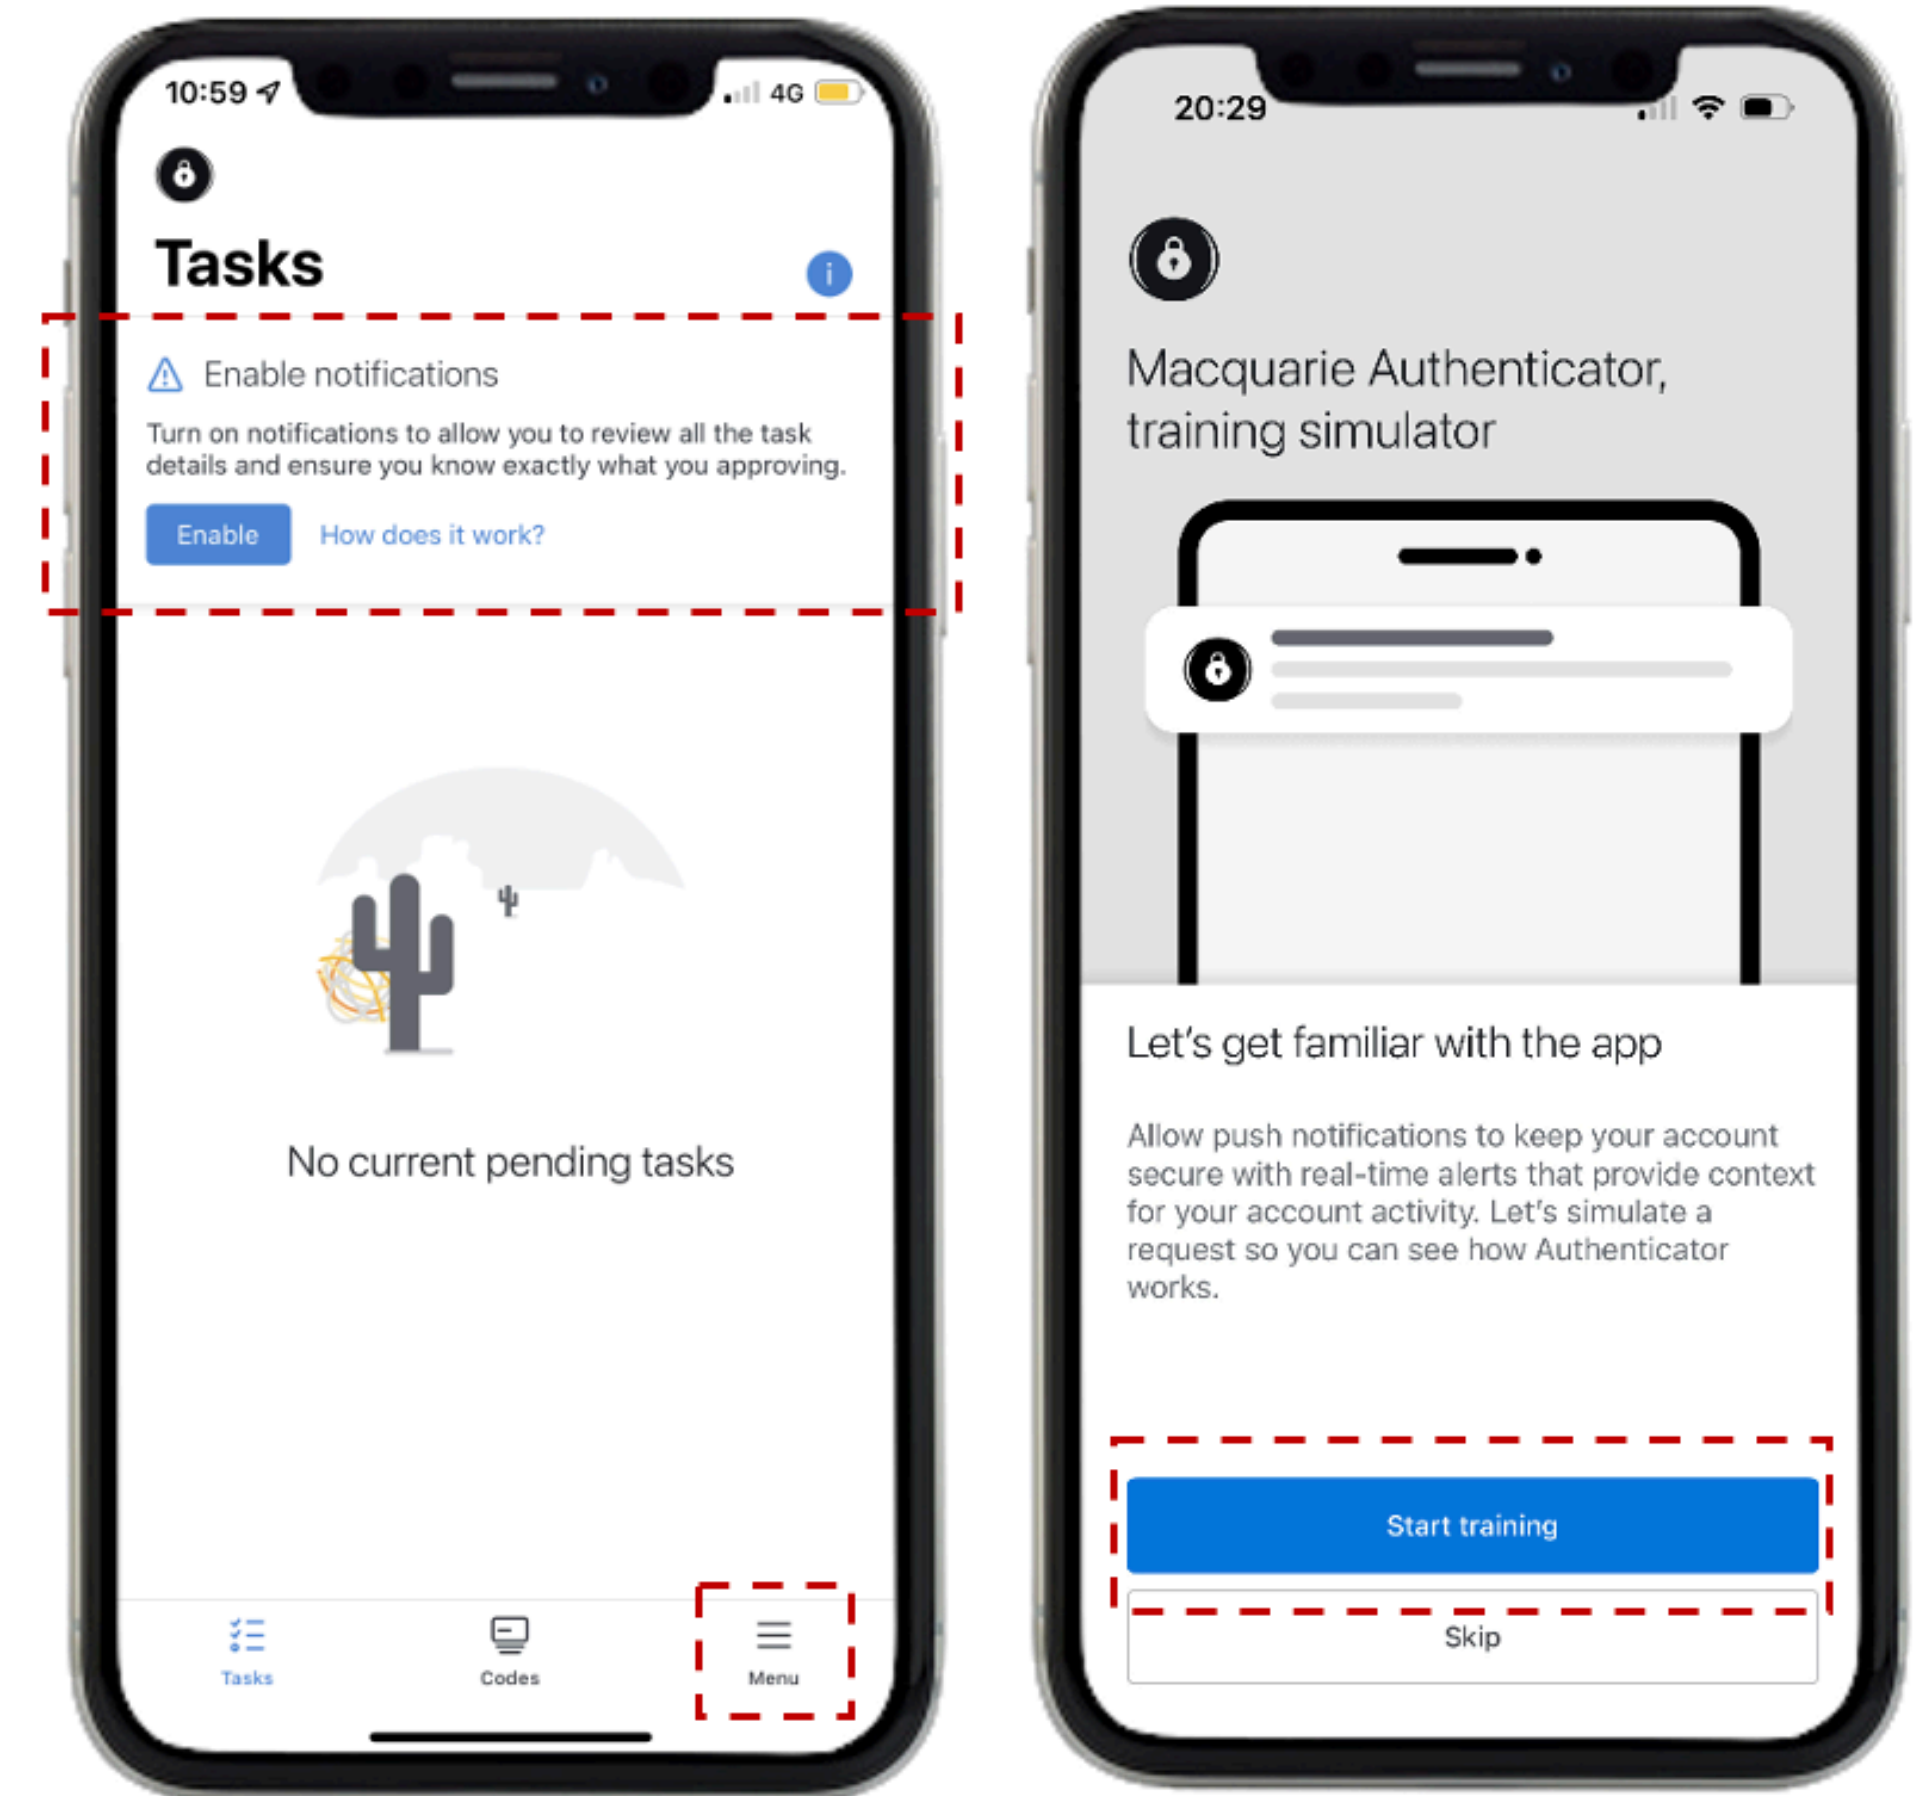 10:59
4G
Tasks
i
Enable notifications
Turn on notifications to allow you to review all the task
details and ensure you know exactly what you approving.
Enable
How does it work?
No current pending tasks
Tasks
Codes
Menu
20:29
Macquarie Authenticator,
training simulator
Let's get familiar with the app
Allow push notifications to keep your account
secure with real-time alerts that provide context
for your account activity. Let's simulate a
request so you can see how Authenticator
works.
Start training
Skip